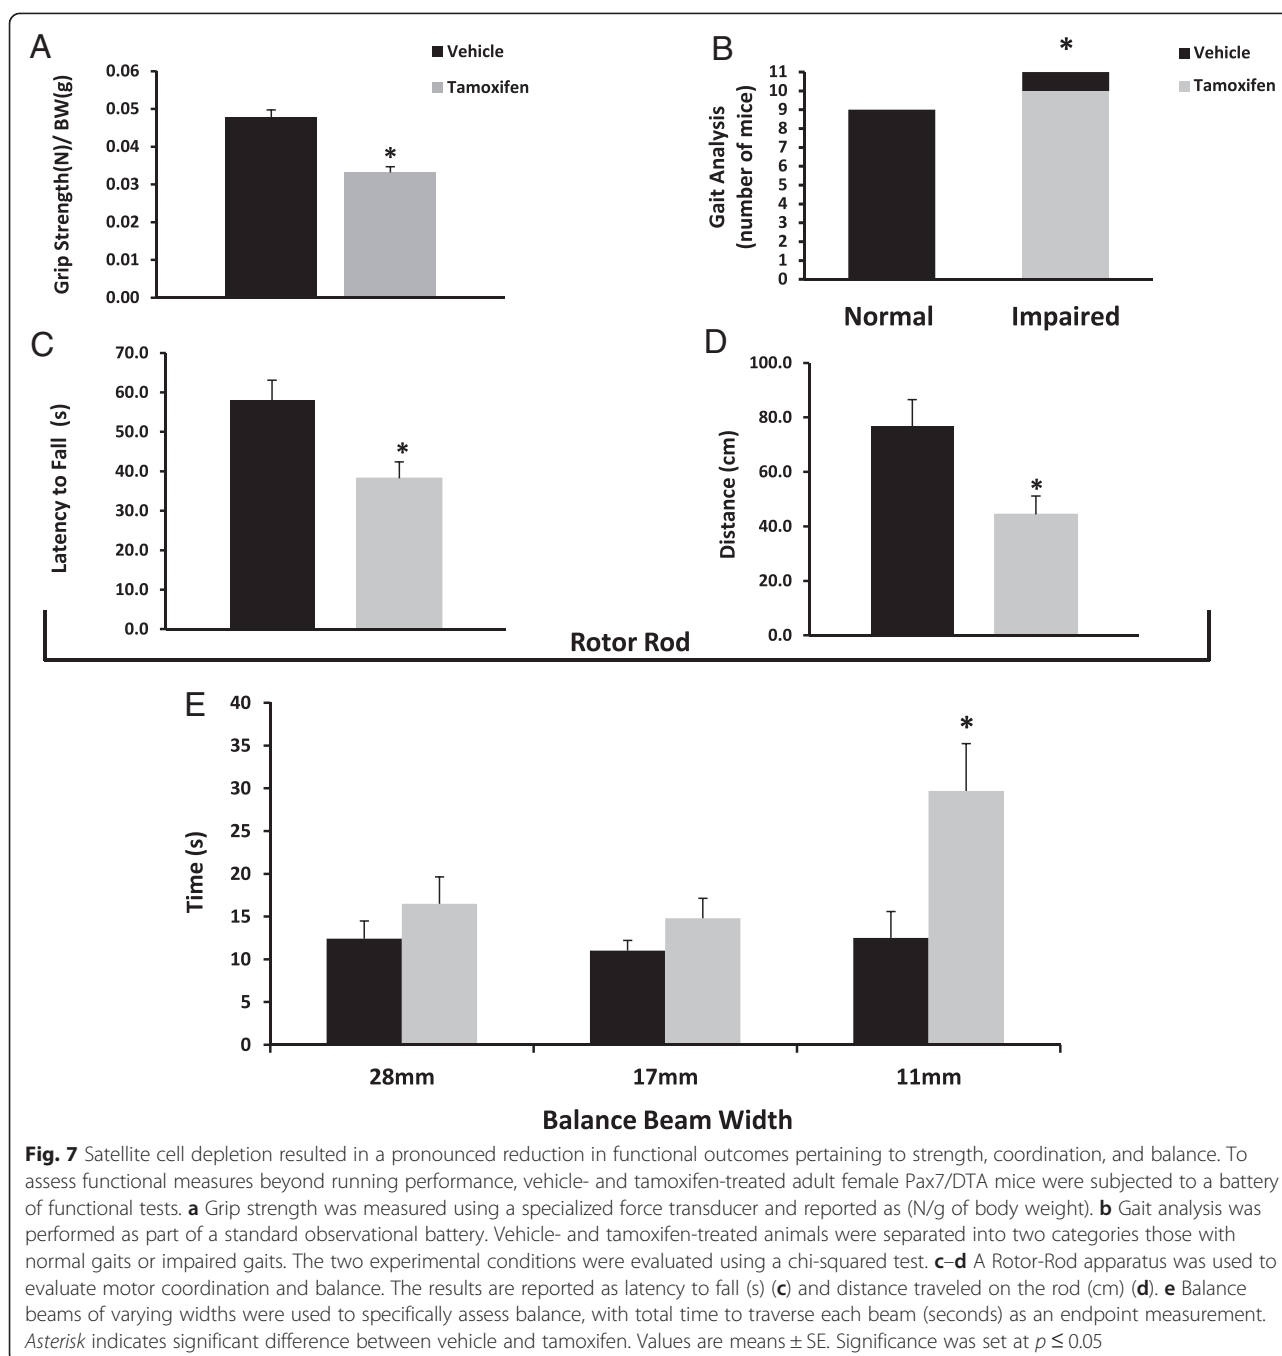 A
Vehicle
Tamoxifen
Grip Strength(N)/ BW(g)
0.06
0.05
0.04
0.03
0.02
0.01
0.00
*
B
*
Vehicle
Tamoxifen
Gait Analysis
(number of mice)
11
10
9
8
7
6
5
4
3
2
1
0
Normal Impaired
C
Latency to Fall (s)
70.0
60.0
50.0
40.0
30.0
20.0
10.0
0.0
*
D
Distance (cm)
100.0
80.0
60.0
40.0
20.0
0.0
*
Rotor Rod
E
Time (s)
40
35
30
25
20
15
10
5
0
*
28mm 17mm 11mm
Balance Beam Width
Fig. 7 Satellite cell depletion resulted in a pronounced reduction in functional outcomes pertaining to strength, coordination, and balance. To
assess functional measures beyond running performance, vehicle- and tamoxifen-treated adult female Pax7/DTA mice were subjected to a battery
of functional tests. a Grip strength was measured using a specialized force transducer and reported as (N/g of body weight). b Gait analysis was
performed as part of a standard observational battery. Vehicle- and tamoxifen-treated animals were separated into two categories those with
normal gaits or impaired gaits. The two experimental conditions were evaluated using a chi-squared test. c–d A Rotor-Rod apparatus was used to
evaluate motor coordination and balance. The results are reported as latency to fall (s) (c) and distance traveled on the rod (cm) (d). e Balance
beams of varying widths were used to specifically assess balance, with total time to traverse each beam (seconds) as an endpoint measurement.
Asterisk indicates significant difference between vehicle and tamoxifen. Values are means ± SE. Significance was set at p ≤ 0.05